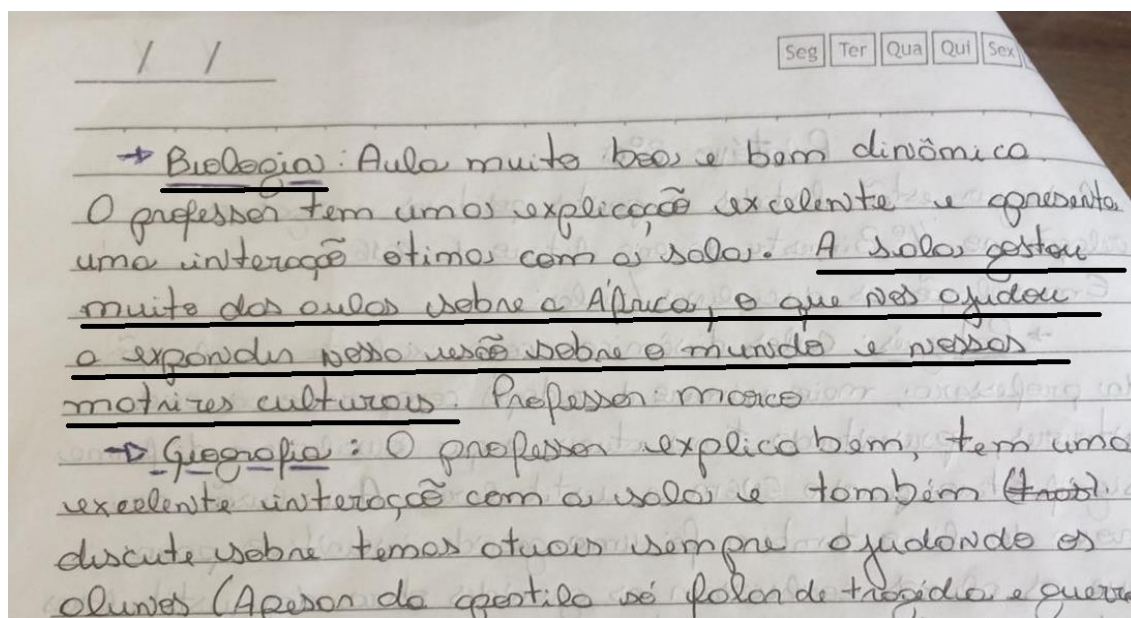 / /
Seg Ter Qua Qui Sex
→ Biologia: Aula muito boa e bem dinâmica.
O professor tem uma explicação excelente e apresenta
uma interação ótima com a sala. A sala gostou
muito das aulas sobre a África, o que nos ajudou
a expandir nossa visão sobre o mundo e nossas
matrizes culturais. Professor: marco
→ Geografia: O professor explica bem, tem uma
excelente interação com a sala e também
discute sobre temas atuais sempre ajudando os
alunos (Apesar da apostila só falar de tragédia e guerra